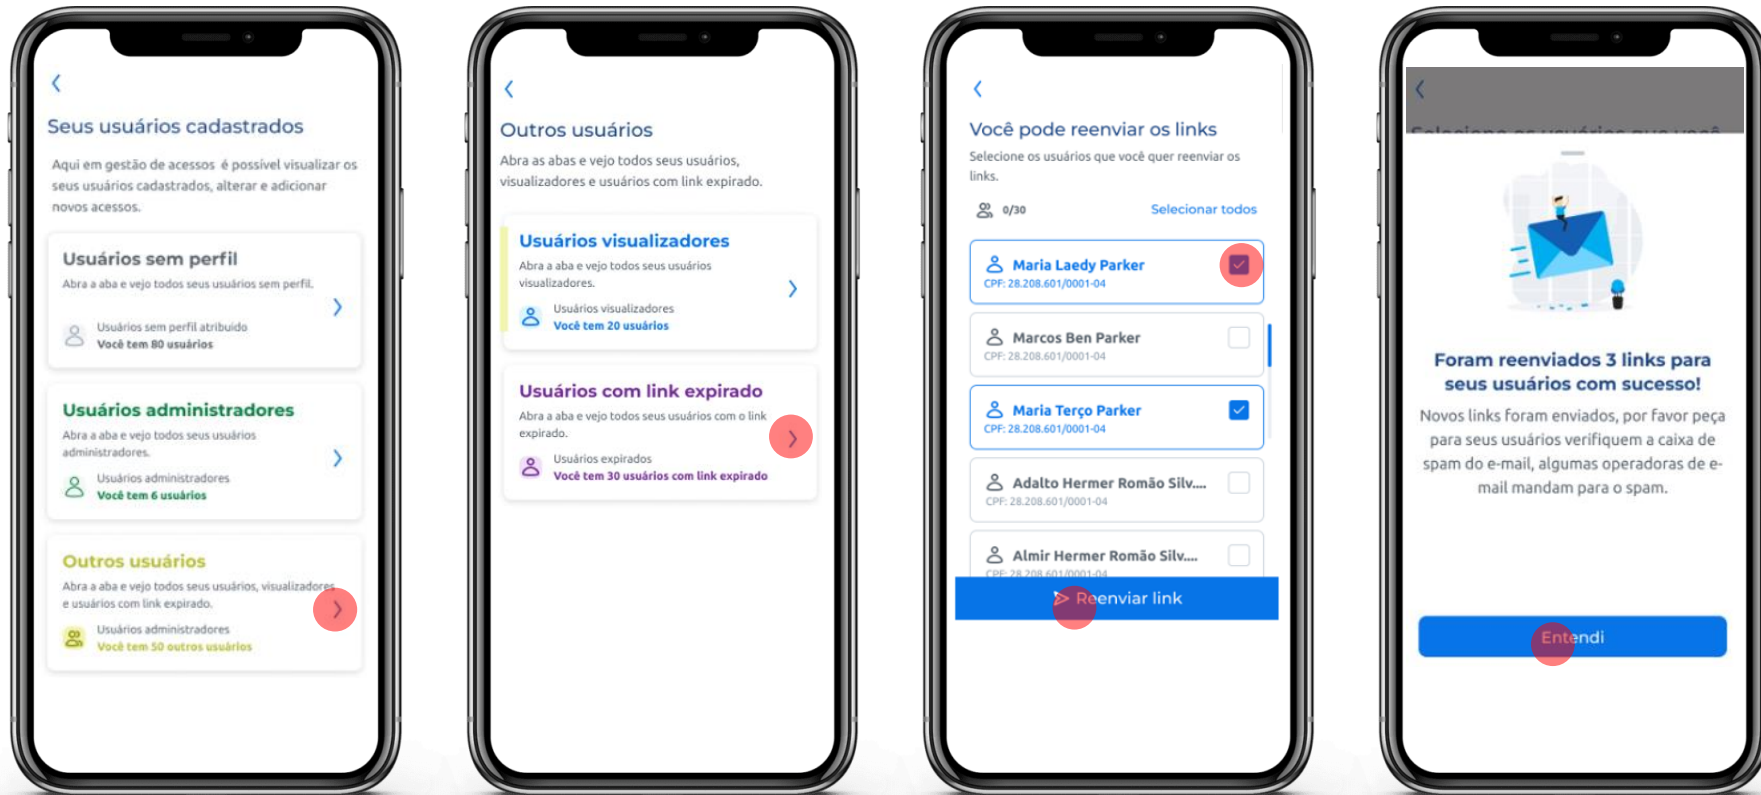 Seus usuários cadastrados
Aqui em gestão de acessos é possível visualizar os
seus usuários cadastrados, alterar e adicionar
novos acessos.
Usuários sem perfil
Abra a aba e vejo todos seus usuários sem perfil.
Usuários sem perfil atribuido
Você tem 80 usuários
Usuários administradores
Abra a aba e vejo todos seus usuários
administradores.
Usuários administradores
Você tem 6 usuários
Outros usuários
Abra a aba e vejo todos seus usuários, visualizadores
e usuários com link expirado.
Usuários administradores
Você tem 50 outros usuários
Outros usuários
Abra as abas e vejo todos seus usuários,
visualizadores e usuários com link expirado.
Usuários visualizadores
Abra a aba e vejo todos seus usuários
visualizadores.
Usuários visualizadores
Você tem 20 usuários
Usuários com link expirado
Abra a aba e vejo todos seus usuários com o link
expirado.
Usuários expirados
Você tem 30 usuários com link expirado
Você pode reenviar os links
Selecione os usuários que você quer reenviar os
links.
0/30 Selecionar todos
Maria Laedy Parker
CPF: 28.208.601/0001-04
Marcos Ben Parker
CPF: 28.208.601/0001-04
Maria Terço Parker
CPF: 28.208.601/0001-04
Adalto Hermer Romão Silv....
CPF: 28.208.601/0001-04
Almir Hermer Romão Silv....
CPF: 28.208.601/0001-04
Reenviar link
Selecione os usuários que você
Foram reenviados 3 links para
seus usuários com sucesso!
Novos links foram enviados, por favor peça
para seus usuários verifiquem a caixa de
spam do e-mail, algumas operadoras de e-
mail mandam para o spam.
Entendi